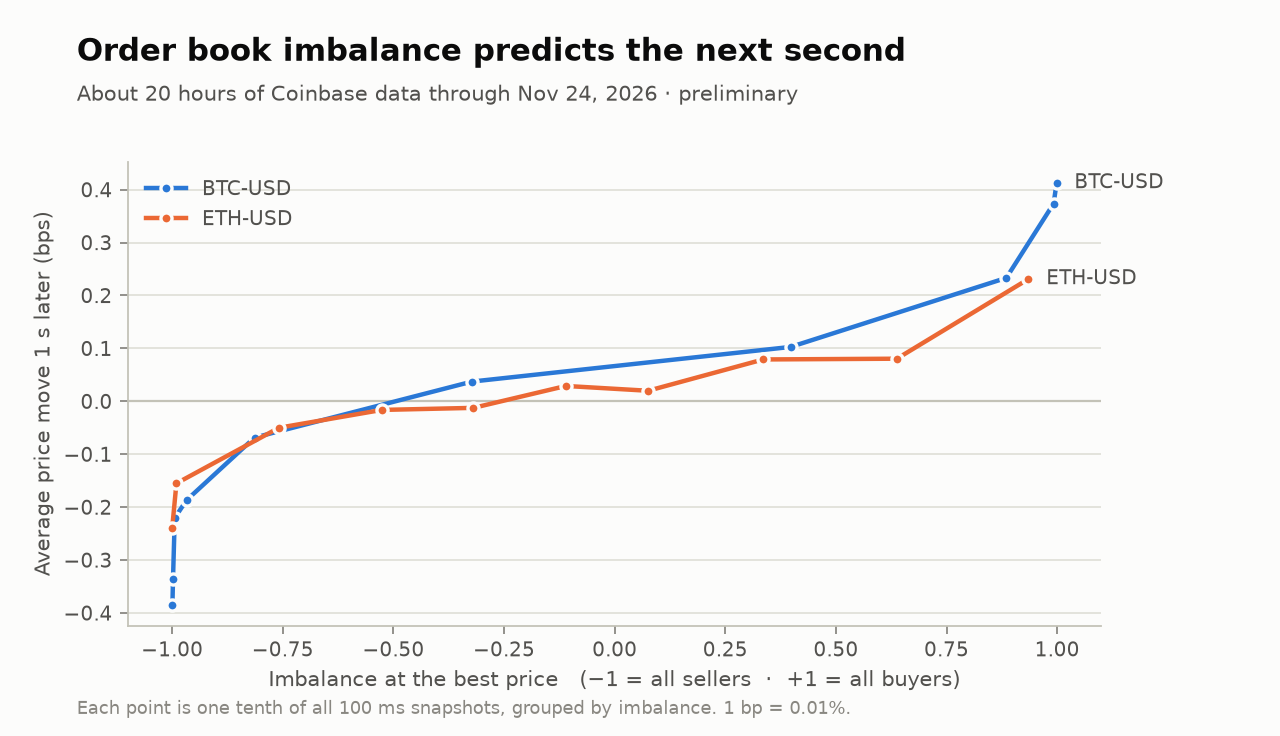 Order book imbalance predicts the next second
About 20 hours of Coinbase data through Nov 24, 2026 · preliminary
BTC-USD
ETH-USD
BTC-USD
ETH-USD
Average price move 1 s later (bps)
0.4
0.3
0.2
0.1
0.0
−0.1
−0.2
−0.3
−0.4
−1.00 −0.75 −0.50 −0.25 0.00 0.25 0.50 0.75 1.00
Imbalance at the best price (−1 = all sellers · +1 = all buyers)
Each point is one tenth of all 100 ms snapshots, grouped by imbalance. 1 bp = 0.01%.